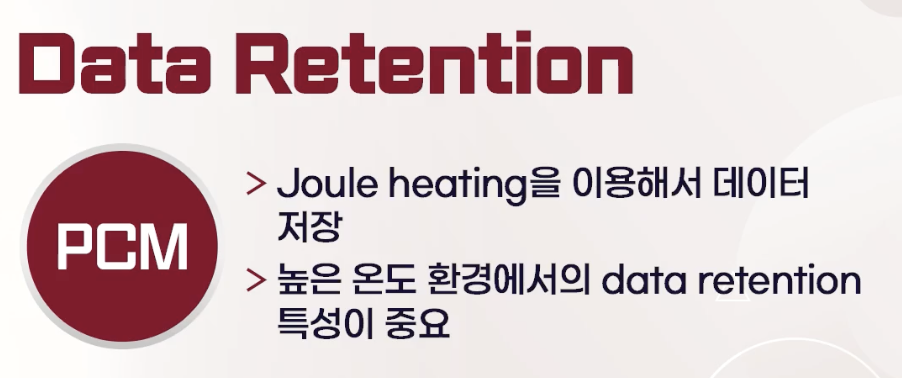 Data Retention
PCM
> Joule heating을 이용해서 데이터
저장
> 높은 온도 환경에서의 data retention
특성이 중요